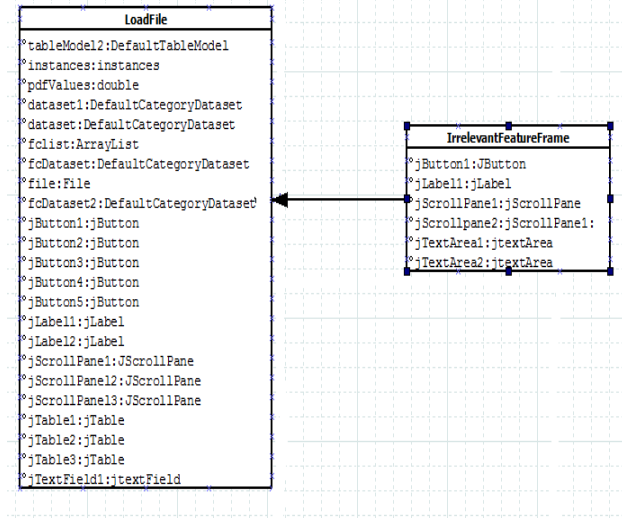 LoadFile
tableModel2:DefaultTableModel
instances:instances
pdfValues:double
dataset1:DefaultCategoryDataset
dataset:DefaultCategoryDataset
fclist:ArrayList
fcDataset:DefaultCategoryDataset
file:File
fcDataset2:DefaultCategoryDataset
jButton1:jButton
jButton2:jButton
jButton3:jButton
jButton4:jButton
jButton5:jButton
jLabel1:jLabel
jLabel2:jLabel
jScrollPane1:JScrollPane
jScrollPanel2:JScrollPane
jScrollPanel3:JScrollPane
jTable1:jTable
jTable2:jTable
jTable3:jTable
jTextField1:jtextField
IrrelevantFeatureFrame
jButton1:JButton
jLabel1:jLabel
jScrollPane1:jScrollPane
jScrollpane2:jScrollPane1:
jTextArea1:jtextArea
jTextArea2:jtextArea